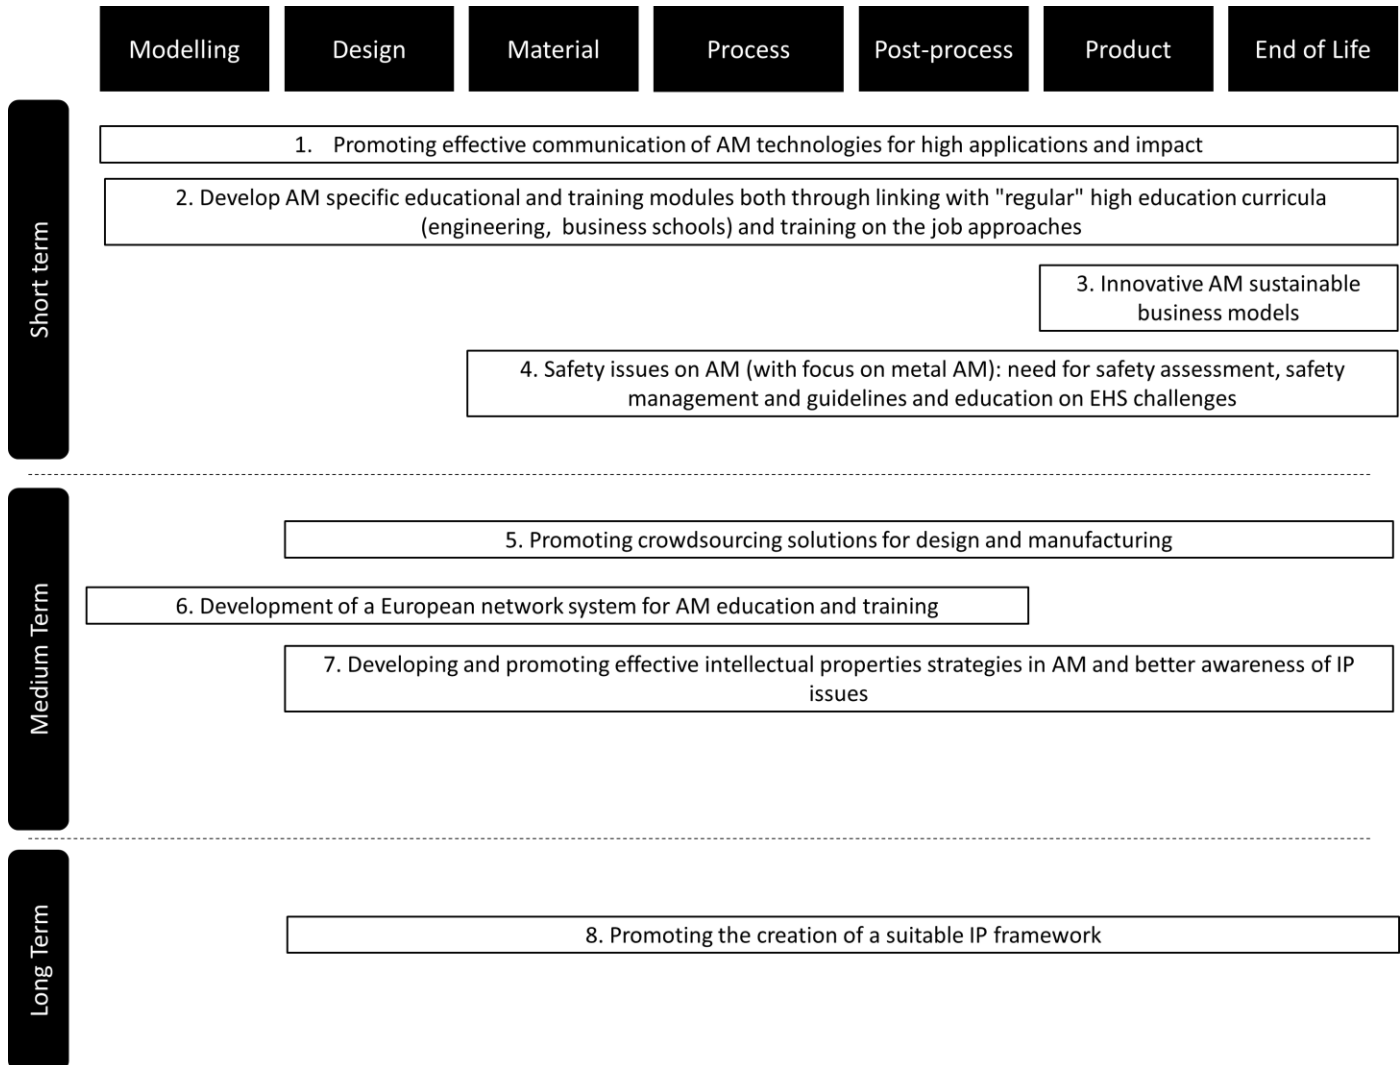 Modelling
Design
Material
Process
Post-process
Product
End of Life
Short term
1. Promoting effective communication of AM technologies for high applications and impact
2. Develop AM specific educational and training modules both through linking with "regular" high education curricula
(engineering, business schools) and training on the job approaches
3. Innovative AM sustainable
business models
4. Safety issues on AM (with focus on metal AM): need for safety assessment, safety
management and guidelines and education on EHS challenges
Medium Term
5. Promoting crowdsourcing solutions for design and manufacturing
6. Development of a European network system for AM education and training
7. Developing and promoting effective intellectual properties strategies in AM and better awareness of IP
issues
Long Term
8. Promoting the creation of a suitable IP framework